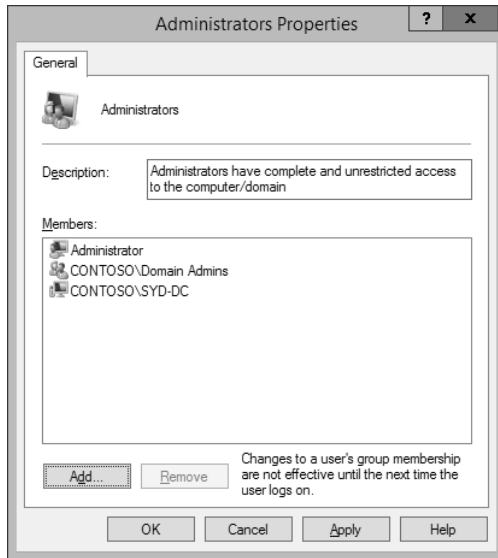 Administrators Properties
?
x
General
Administrators
Description:
Administrators have complete and unrestricted access
to the computer/domain
Members:
Administrator
CONTOSO\Domain Admins
CONTOSO\SYD-DC
Add...
Remove
Changes to a user's group membership
are not effective until the next time the
user logs on.
OK
Cancel
Apply
Help